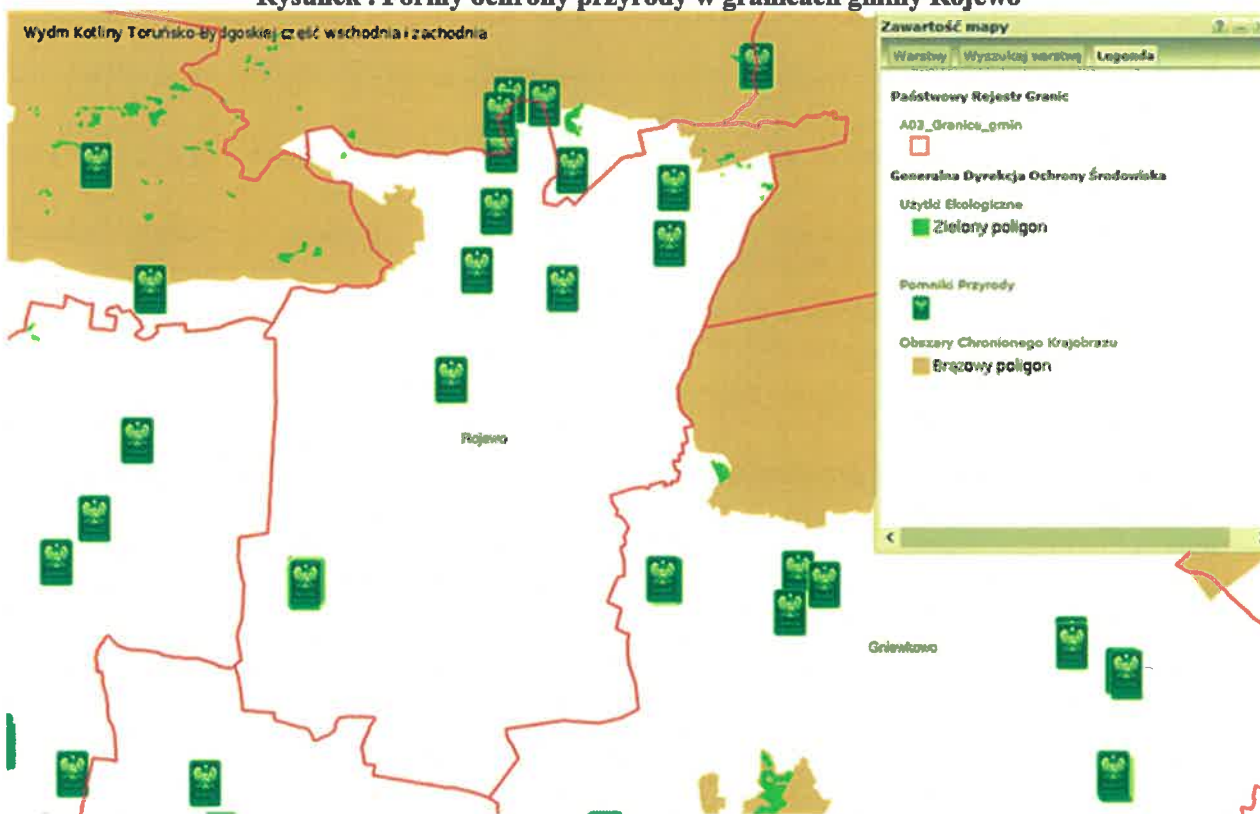 Rysunek . Formy ochrony przyrody w granicach gminy Rojewo
Wydm Kotliny Toruńsko-Bydgoskiej część wschodnia i zachodnia
Zawartość mapy
Warstwy Wyszukaj warstwę Legenda
Państwowy Rejestr Granic
A03_Granice_gmin
Generalna Dyrekcja Ochrony Środowiska
Użytki Ekologiczne
Zielony poligon
Pomniki Przyrody
Obszary Chronionego Krajobrazu
Brązowy poligon
Rojewo
Gniewkowo